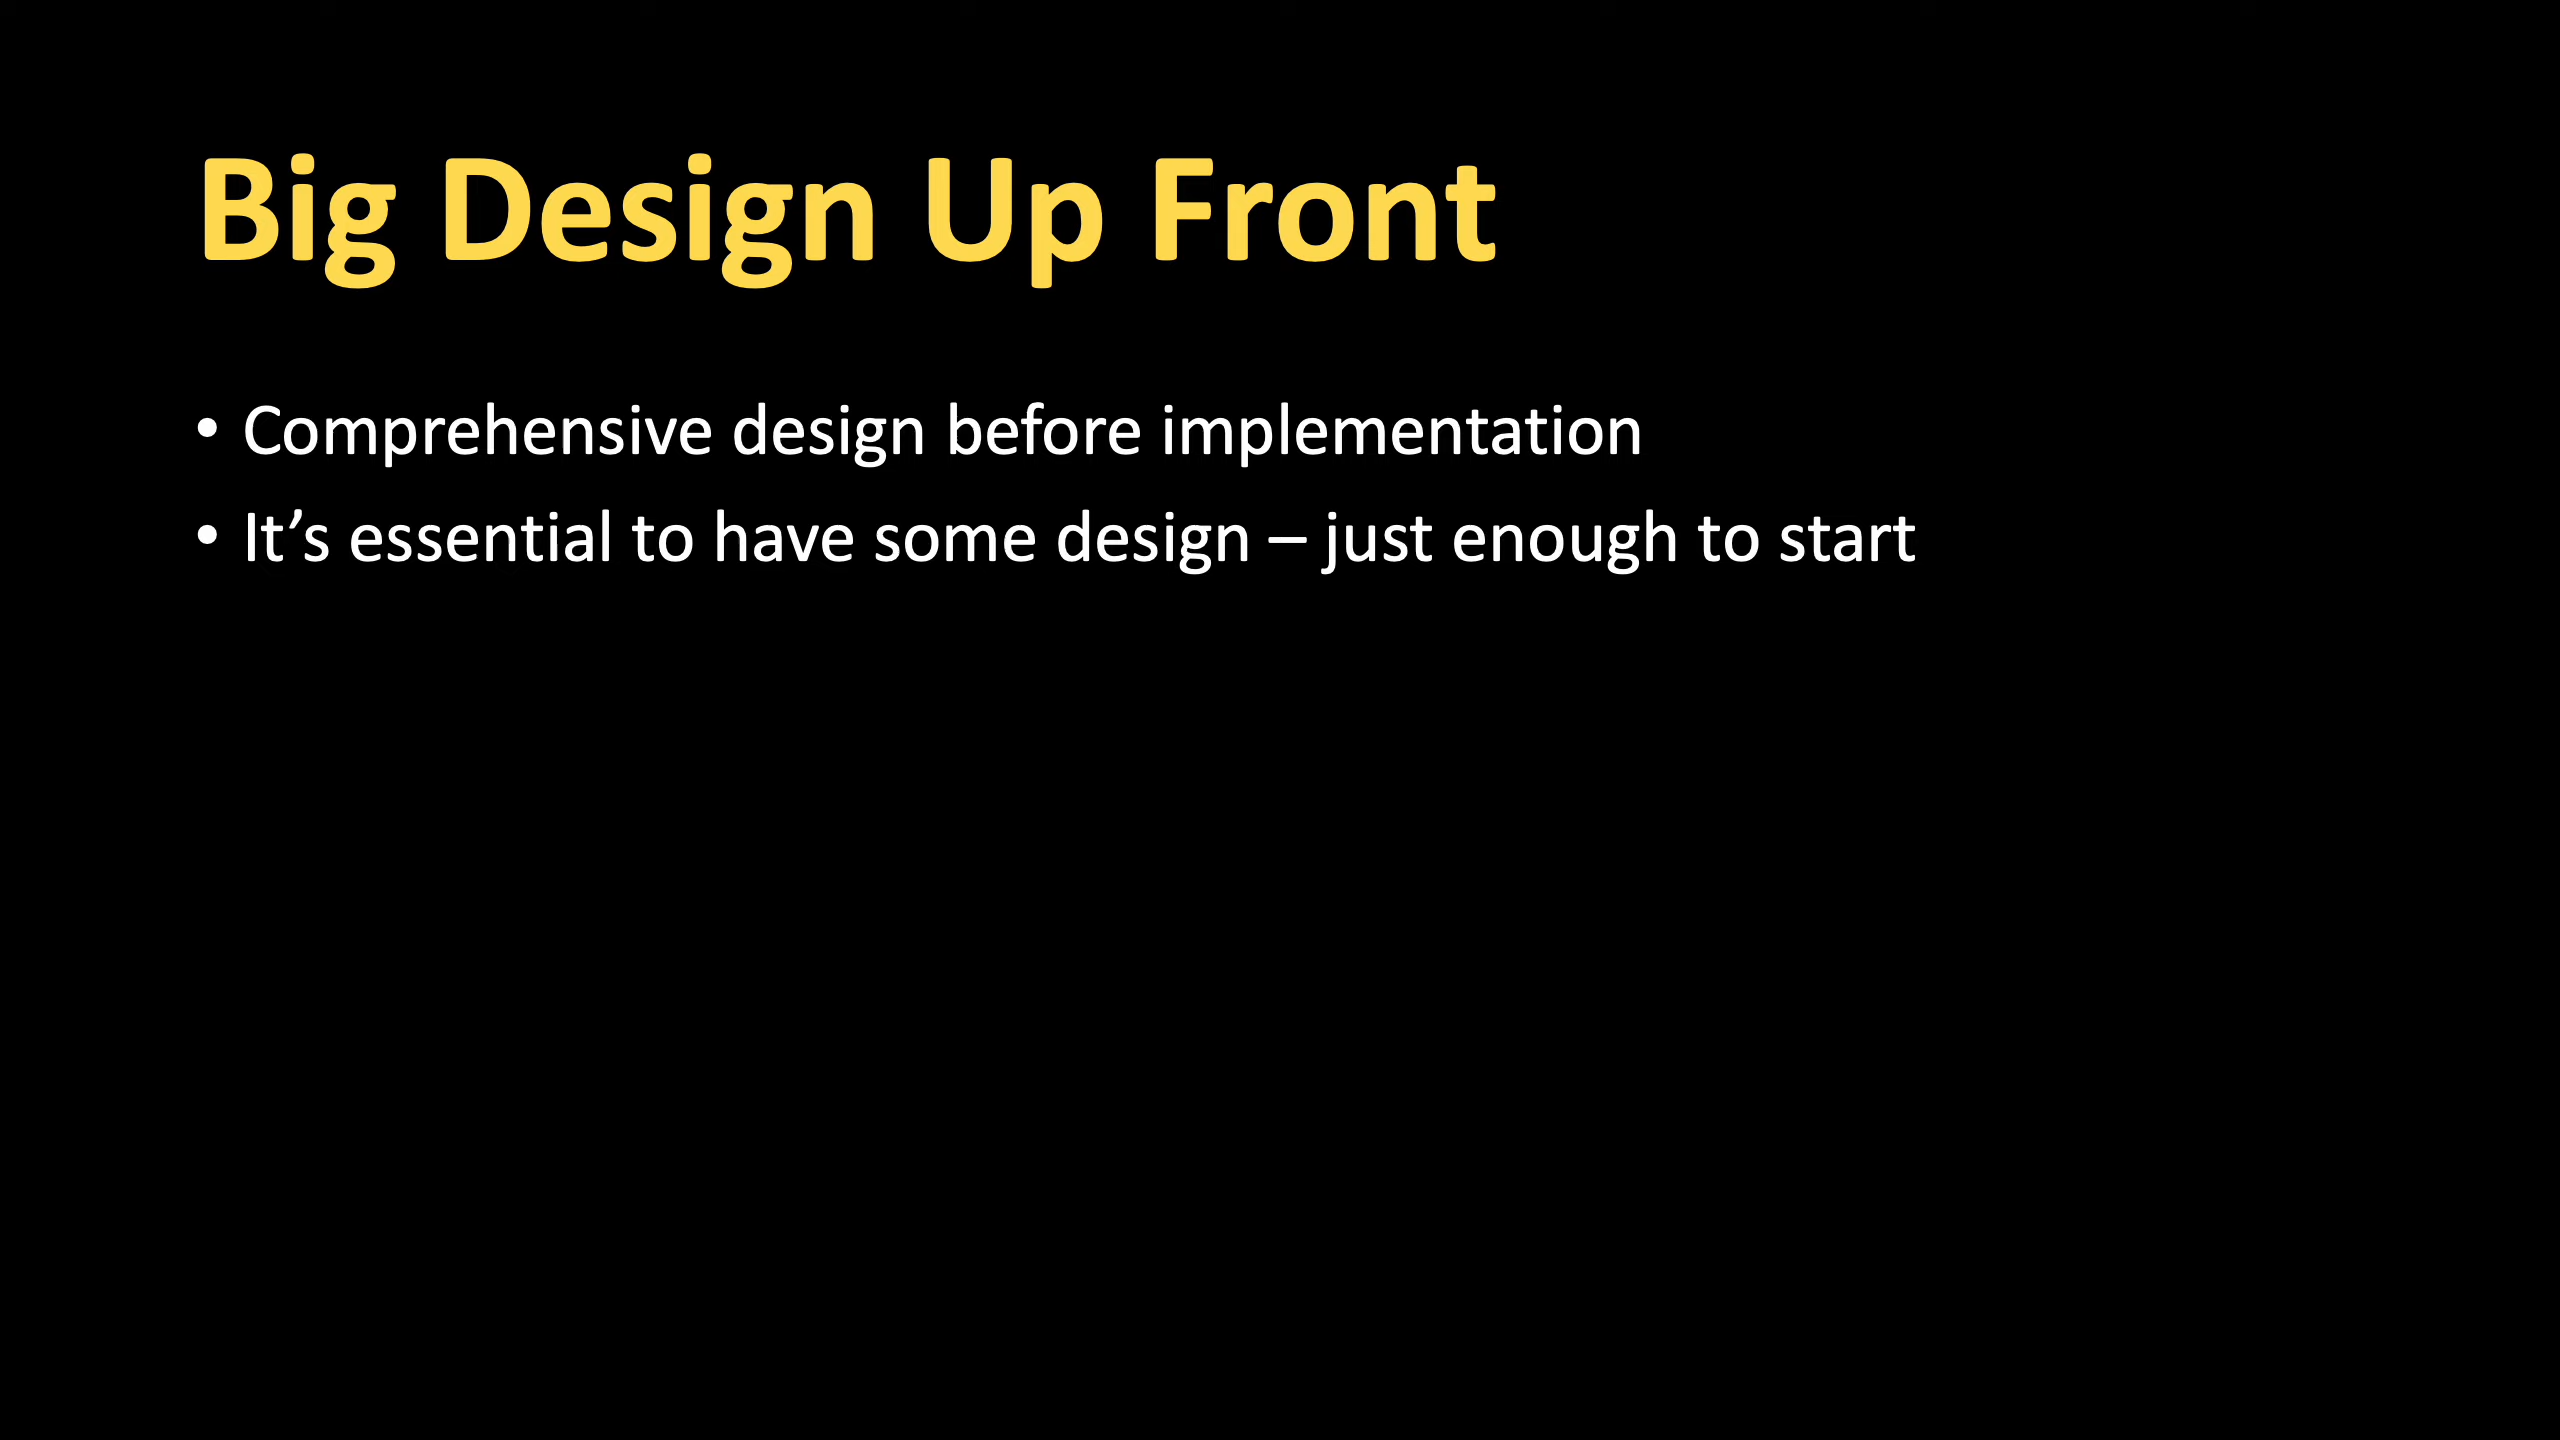 Big Design Up Front
• Comprehensive design before implementation
• It’s essential to have some design – just enough to start